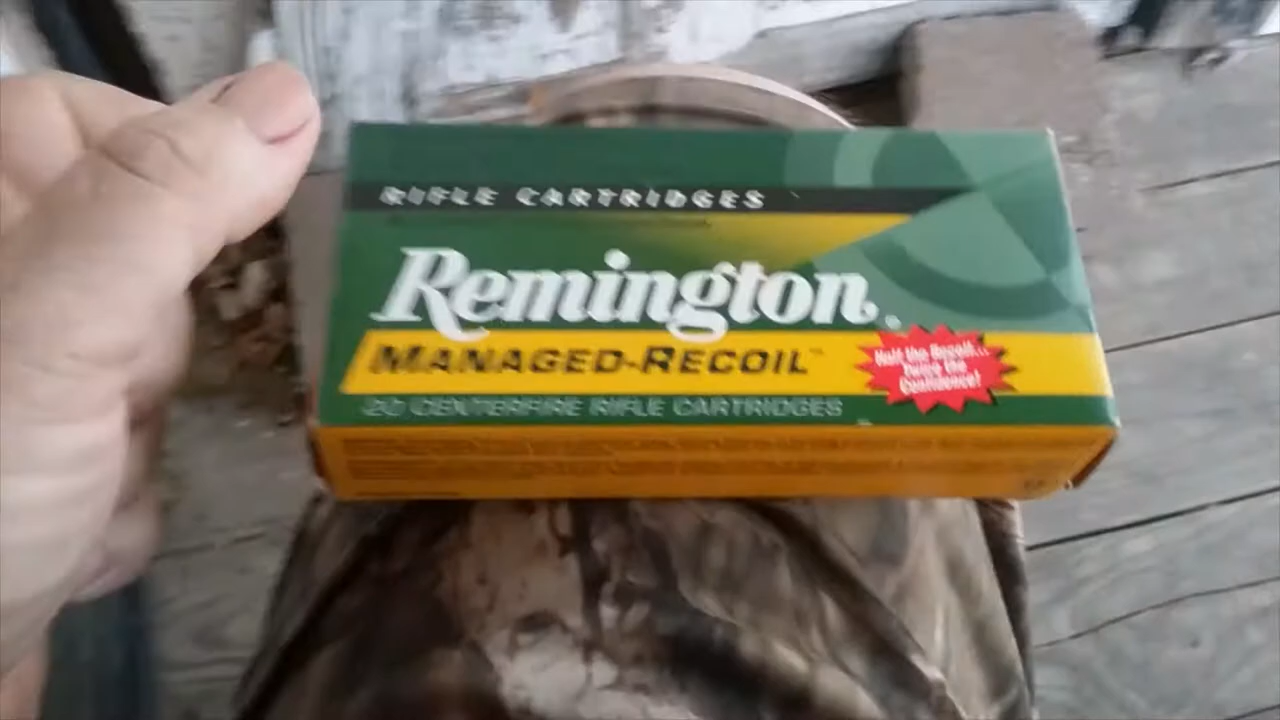 RIFLE CARTRIDGES
Remington.
MANAGED-RECOIL™
Half the Recoil...
Twice the
Confidence!
20 CENTERFIRE RIFLE CARTRIDGES